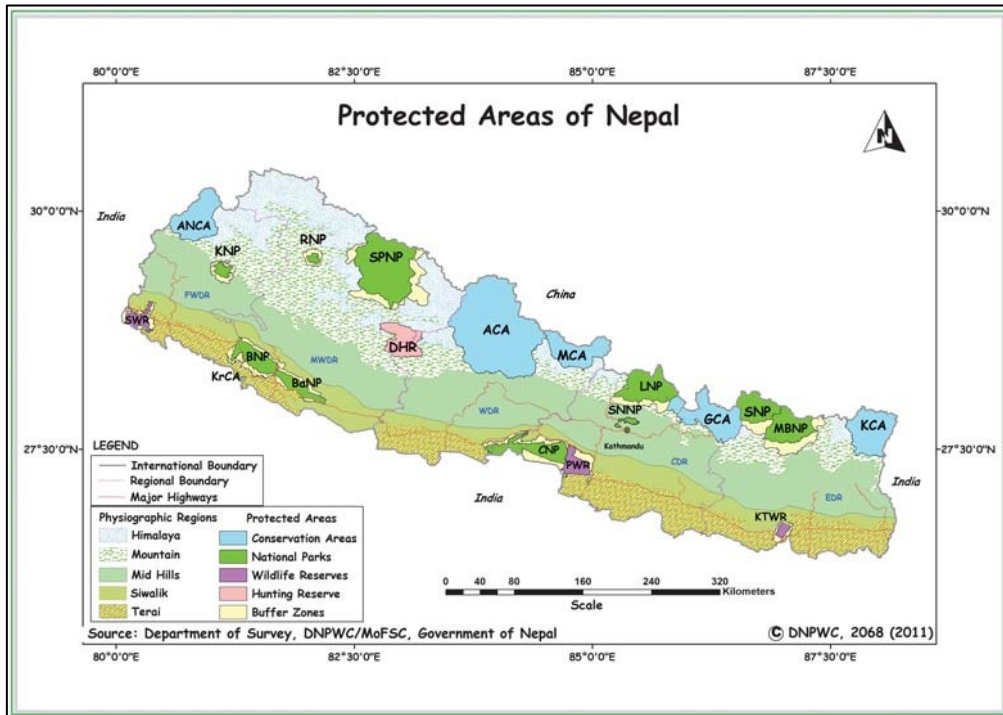 80°0'0"E 82°30'0"E 85°0'0"E 87°30'0"E
Protected Areas of Nepal
N
30°0'0"N
30°0'0"N
India
ANCA
KNP
RNP
SPNP
China
FWDR
SWR
ACA
DHR
MCA
BNP
MWDR
KrCA
BaNP
LNP
SNNP
GCA
SNP
MBNP
KCA
WDR
Kathmandu
CNP
PWR
CDR
27°30'0"N
27°30'0"N
India
India
EDR
KTWR
LEGEND
International Boundary
Regional Boundary
Major Highways
Physiographic Regions
Himalaya
Mountain
Mid Hills
Siwalik
Terai
Protected Areas
Conservation Areas
National Parks
Wildlife Reserves
Hunting Reserve
Buffer Zones
0 20 40 80 160 240 320 Kilometers
Scale
Source: Department of Survey, DNPWC/MoFSC, Government of Nepal
© DNPWC, 2068 (2011)
80°0'0"E 82°30'0"E 85°0'0"E 87°30'0"E